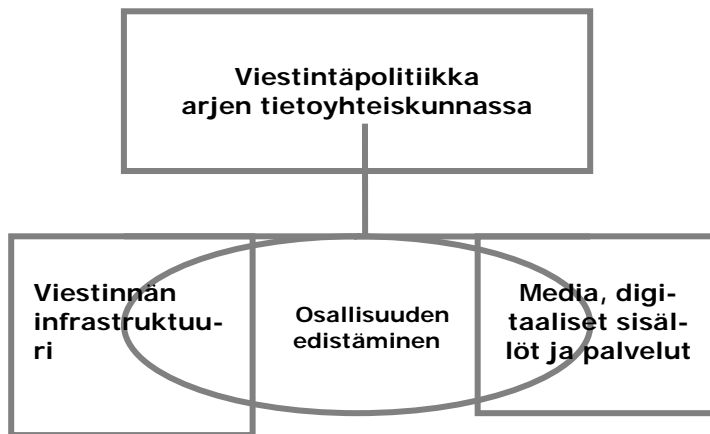 Viestintäpolitiikka
arjen tietoyhteiskunnassa
Viestinnän
infrastruktuu-
ri
Osallisuuden
edistäminen
Media, digi-
taaliset sisäl-
löt ja palvelut